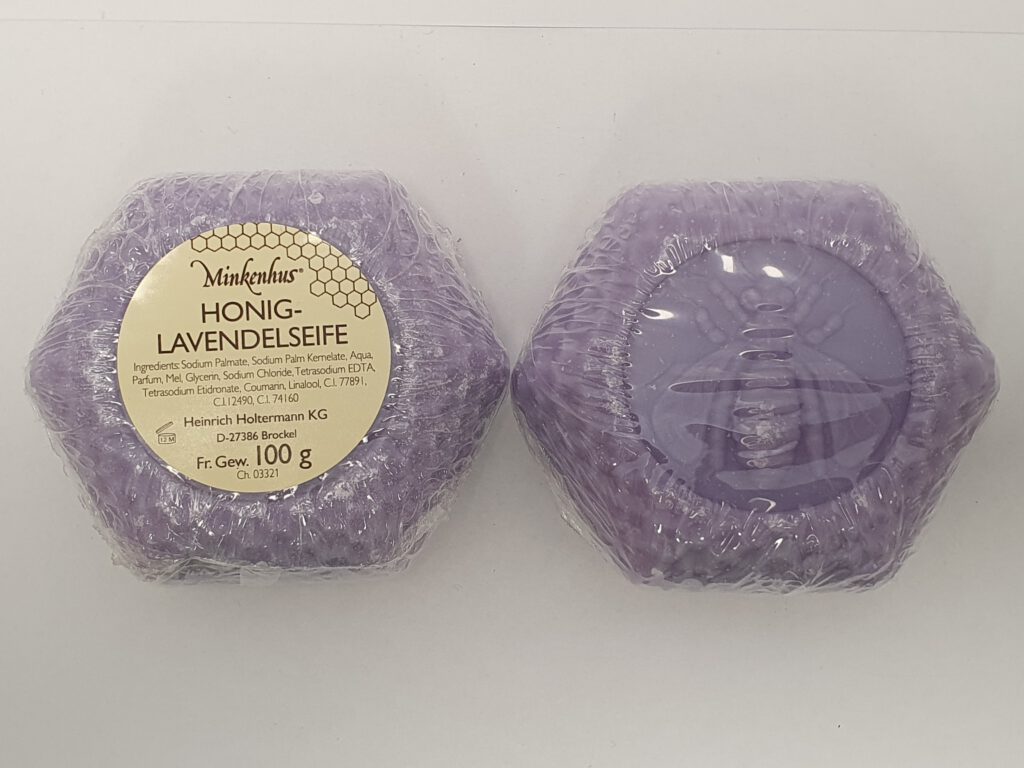 Minkenhus®
HONIG-
LAVENDELSEIFE
Ingredients: Sodium Palmate, Sodium Palm Kernelate, Aqua,
Parfum, Mel, Glycerin, Sodium Chloride, Tetrasodium EDTA,
Tetrasodium Etidronate, Coumarin, Linalool, C.I. 77891,
C.I.12490, C.I. 74160
Heinrich Holtermann KG
12 M
D-27386 Brockel
Fr. Gew. 100 g
Ch. 03321